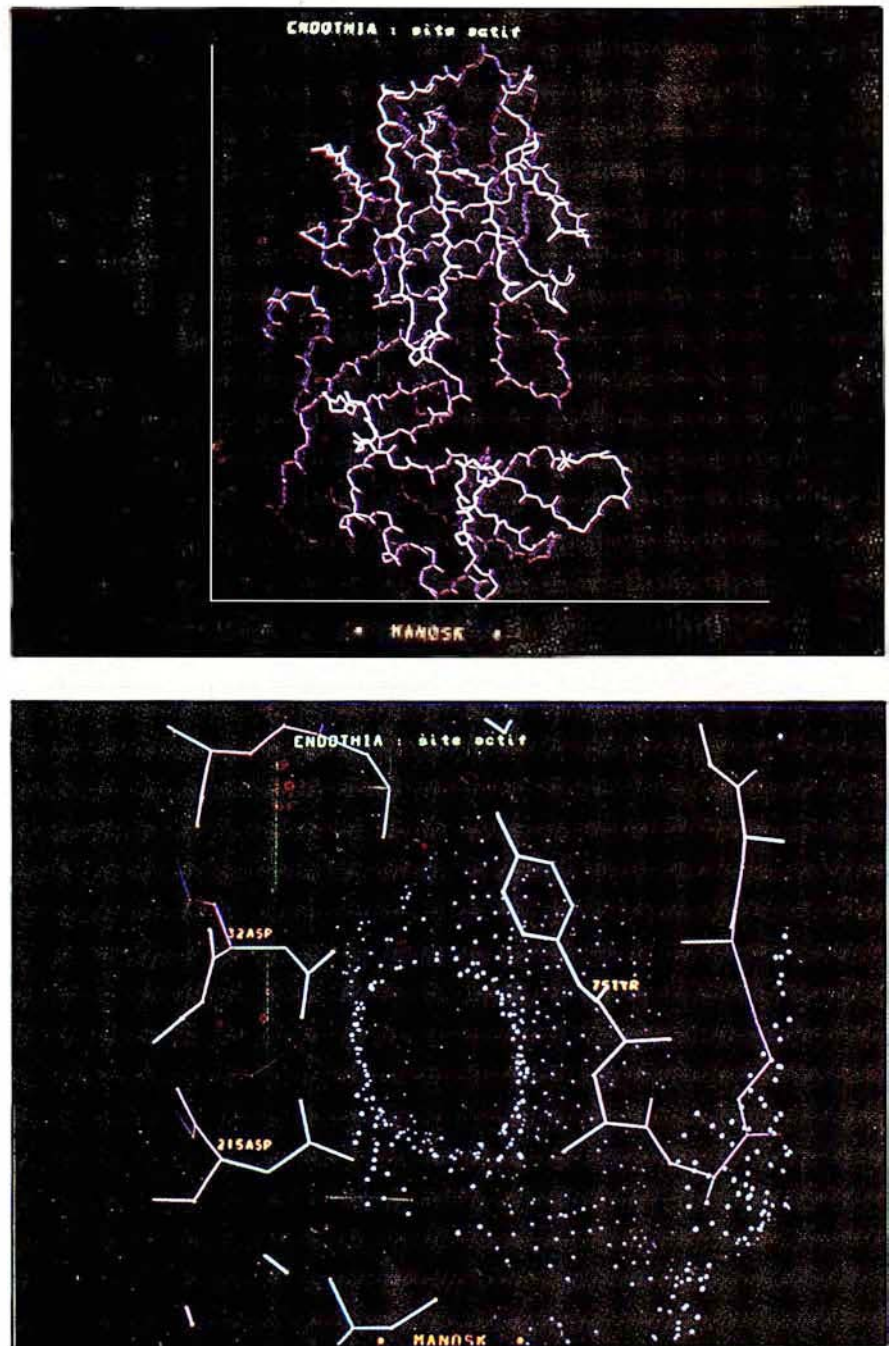 ENDOTHIA : site actif
* MANOSK *
ENDOTHIA : site actif
32ASP
75TYR
215ASP
* MANOSK *